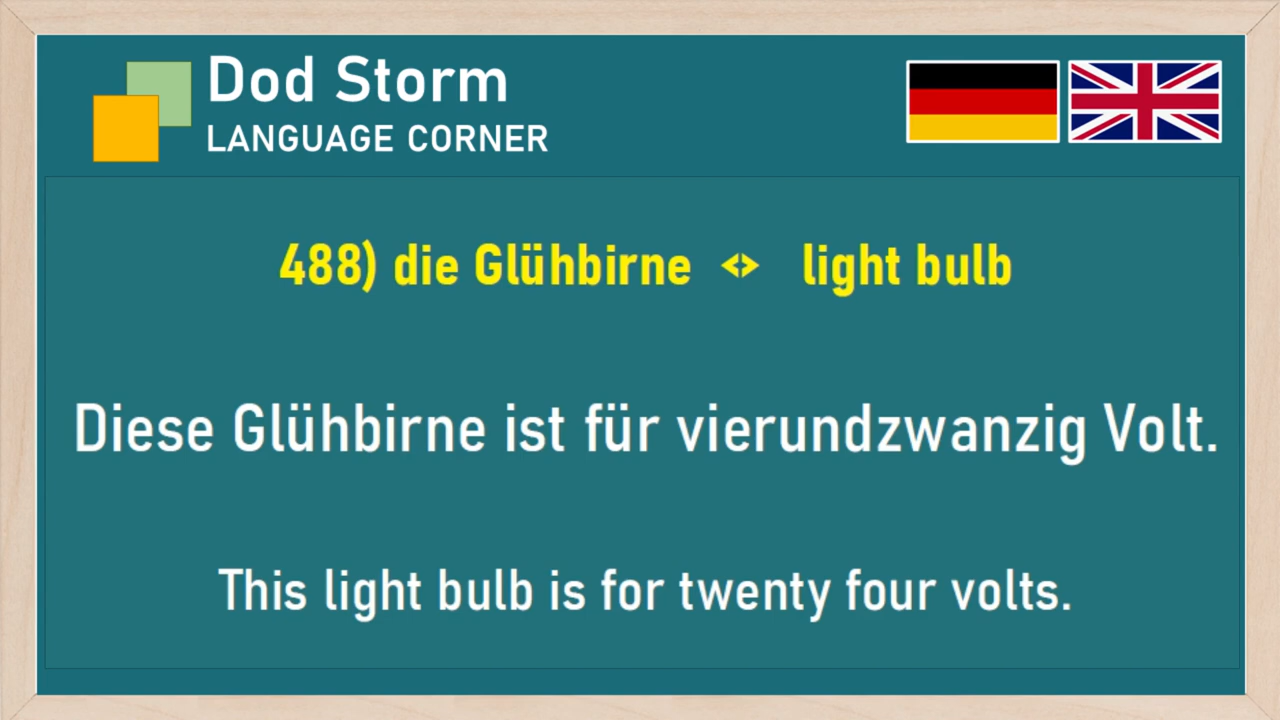 Dod Storm
LANGUAGE CORNER
488) die Glühbirne <> light bulb
Diese Glühbirne ist für vierundzwanzig Volt.
This light bulb is for twenty four volts.